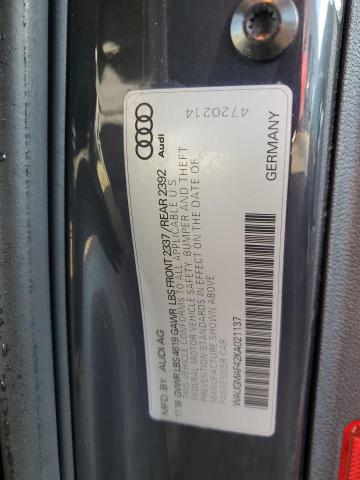 4720214
Audi
GERMANY
MFD BY AUDI AG
11 18 GWWR LBS 4619 GAWR LBS FRONT 2337 / REAR 2392
THIS VEHICLE CONFORMS TO ALL APPLICABLE U S
FEDERAL MOTOR VEHICLE SAFETY, BUMPER AND THEFT
PREVENTION STANDARDS IN EFFECT ON THE DATE OF
MANUFACTURE SHOWN ABOVE
PASSENGER CAR
WAUGMAF42KA021137